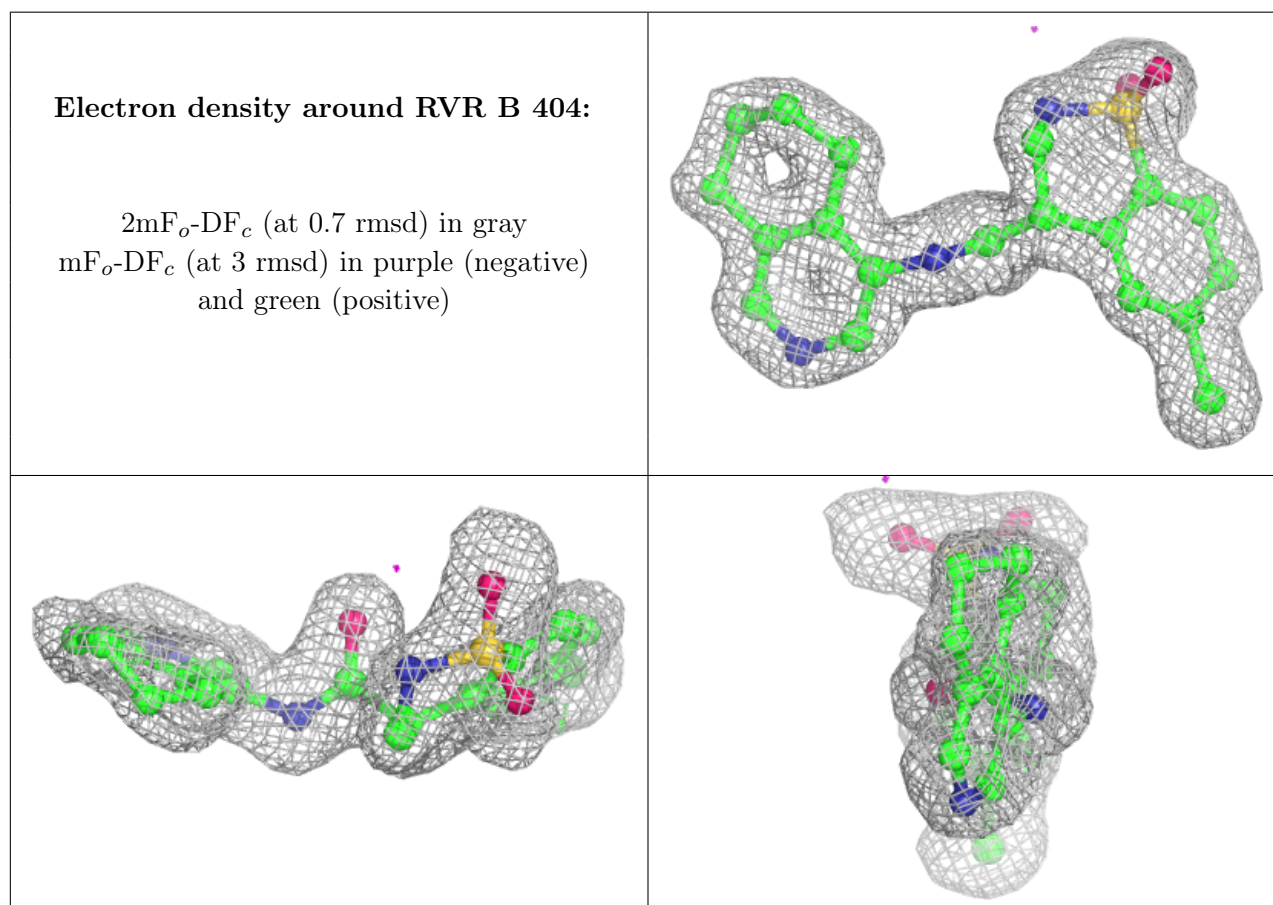 Electron density around RVR B 404:
2mFo-DFc (at 0.7 rmsd) in gray
mFo-DFc (at 3 rmsd) in purple (negative)
and green (positive)